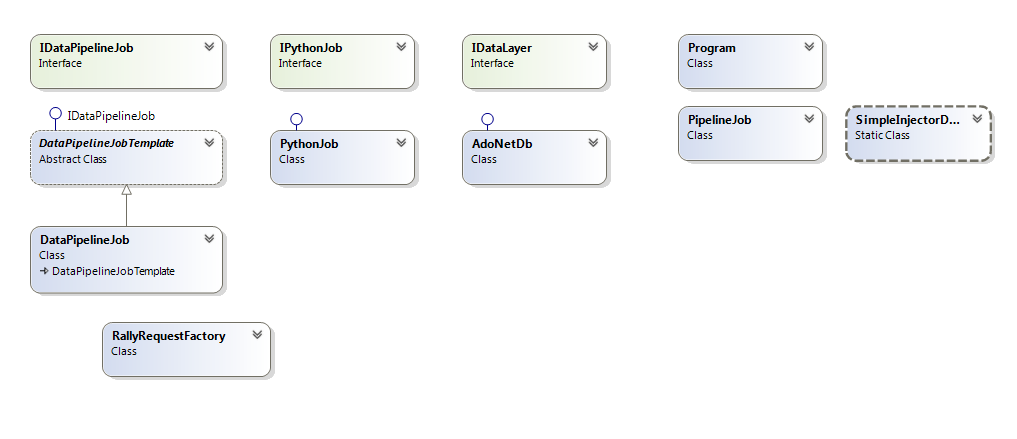 IDataPipelineJob
Interface
IPythonJob
Interface
IDataLayer
Interface
Program
Class
IDataPipelineJob
DataPipelineJobTemplate
Abstract Class
PythonJob
Class
AdoNetDb
Class
PipelineJob
Class
SimpleInjectorD...
Static Class
DataPipelineJob
Class
DataPipelineJobTemplate
RallyRequestFactory
Class